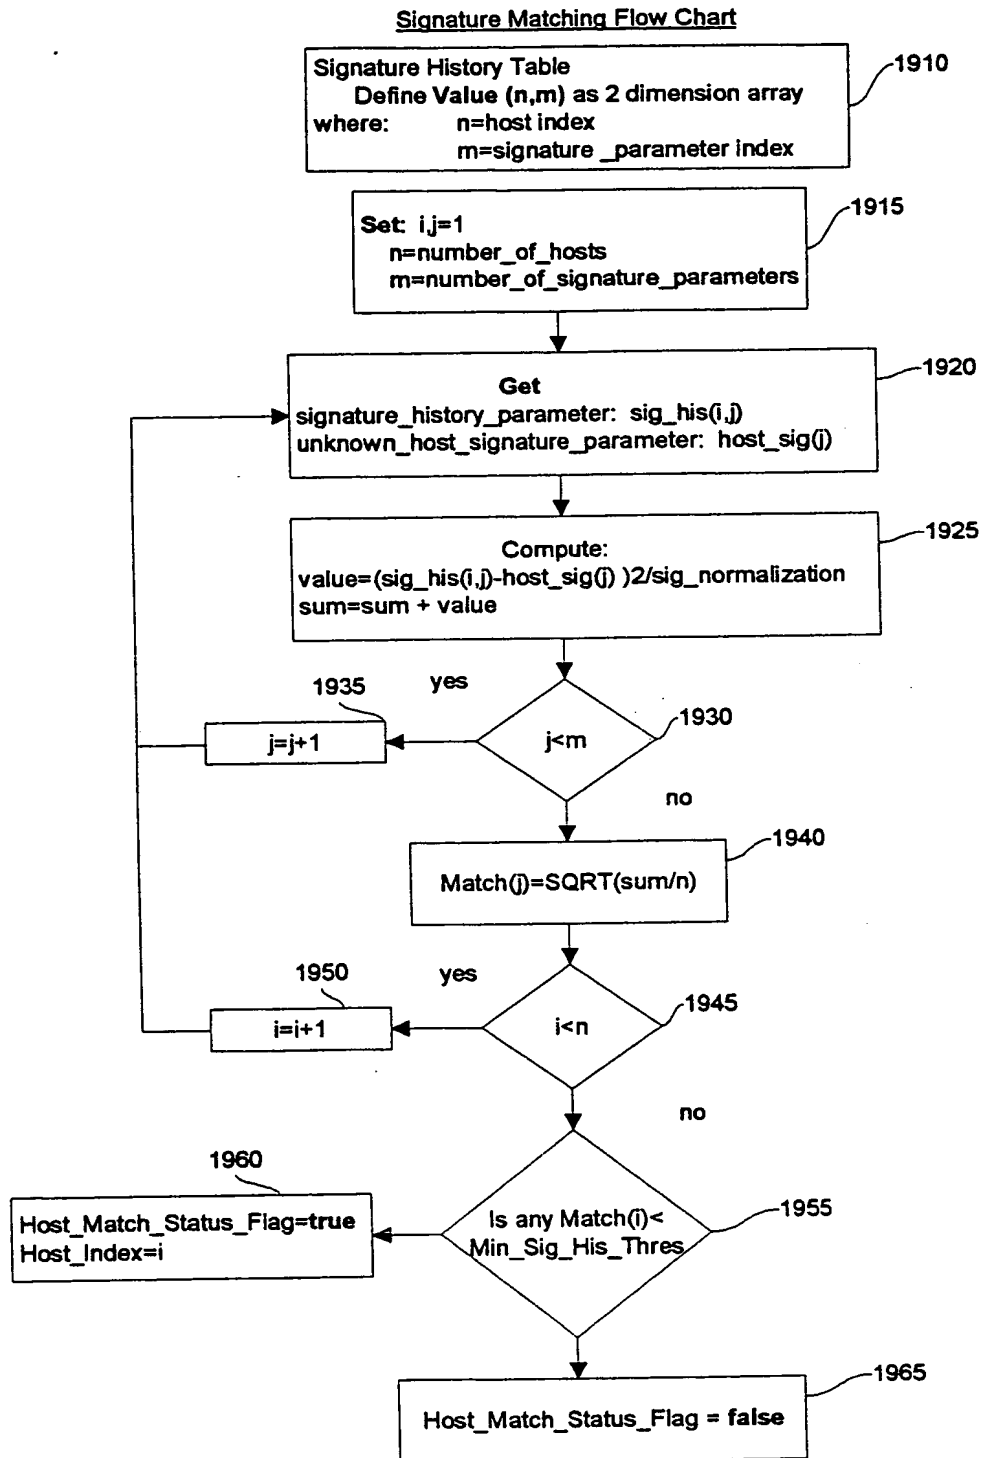 Signature Matching Flow Chart
Signature History Table
Define Value (n,m) as 2 dimension array
where: n=host index
m=signature _parameter index
1910
Set: i,j=1
n=number_of_hosts
m=number_of_signature_parameters
1915
Get
signature_history_parameter: sig_his(i,j)
unknown_host_signature_parameter: host_sig(j)
1920
Compute:
value=(sig_his(i,j)-host_sig(j) )2/sig_normalization
sum=sum + value
1925
j<m
1930
yes
1935
j=j+1
no
Match(j)=SQRT(sum/n)
1940
i<n
1945
yes
1950
i=i+1
no
Is any Match(i)<
Min_Sig_His_Thres
1955
1960
Host_Match_Status_Flag=true
Host_Index=i
Host_Match_Status_Flag = false
1965